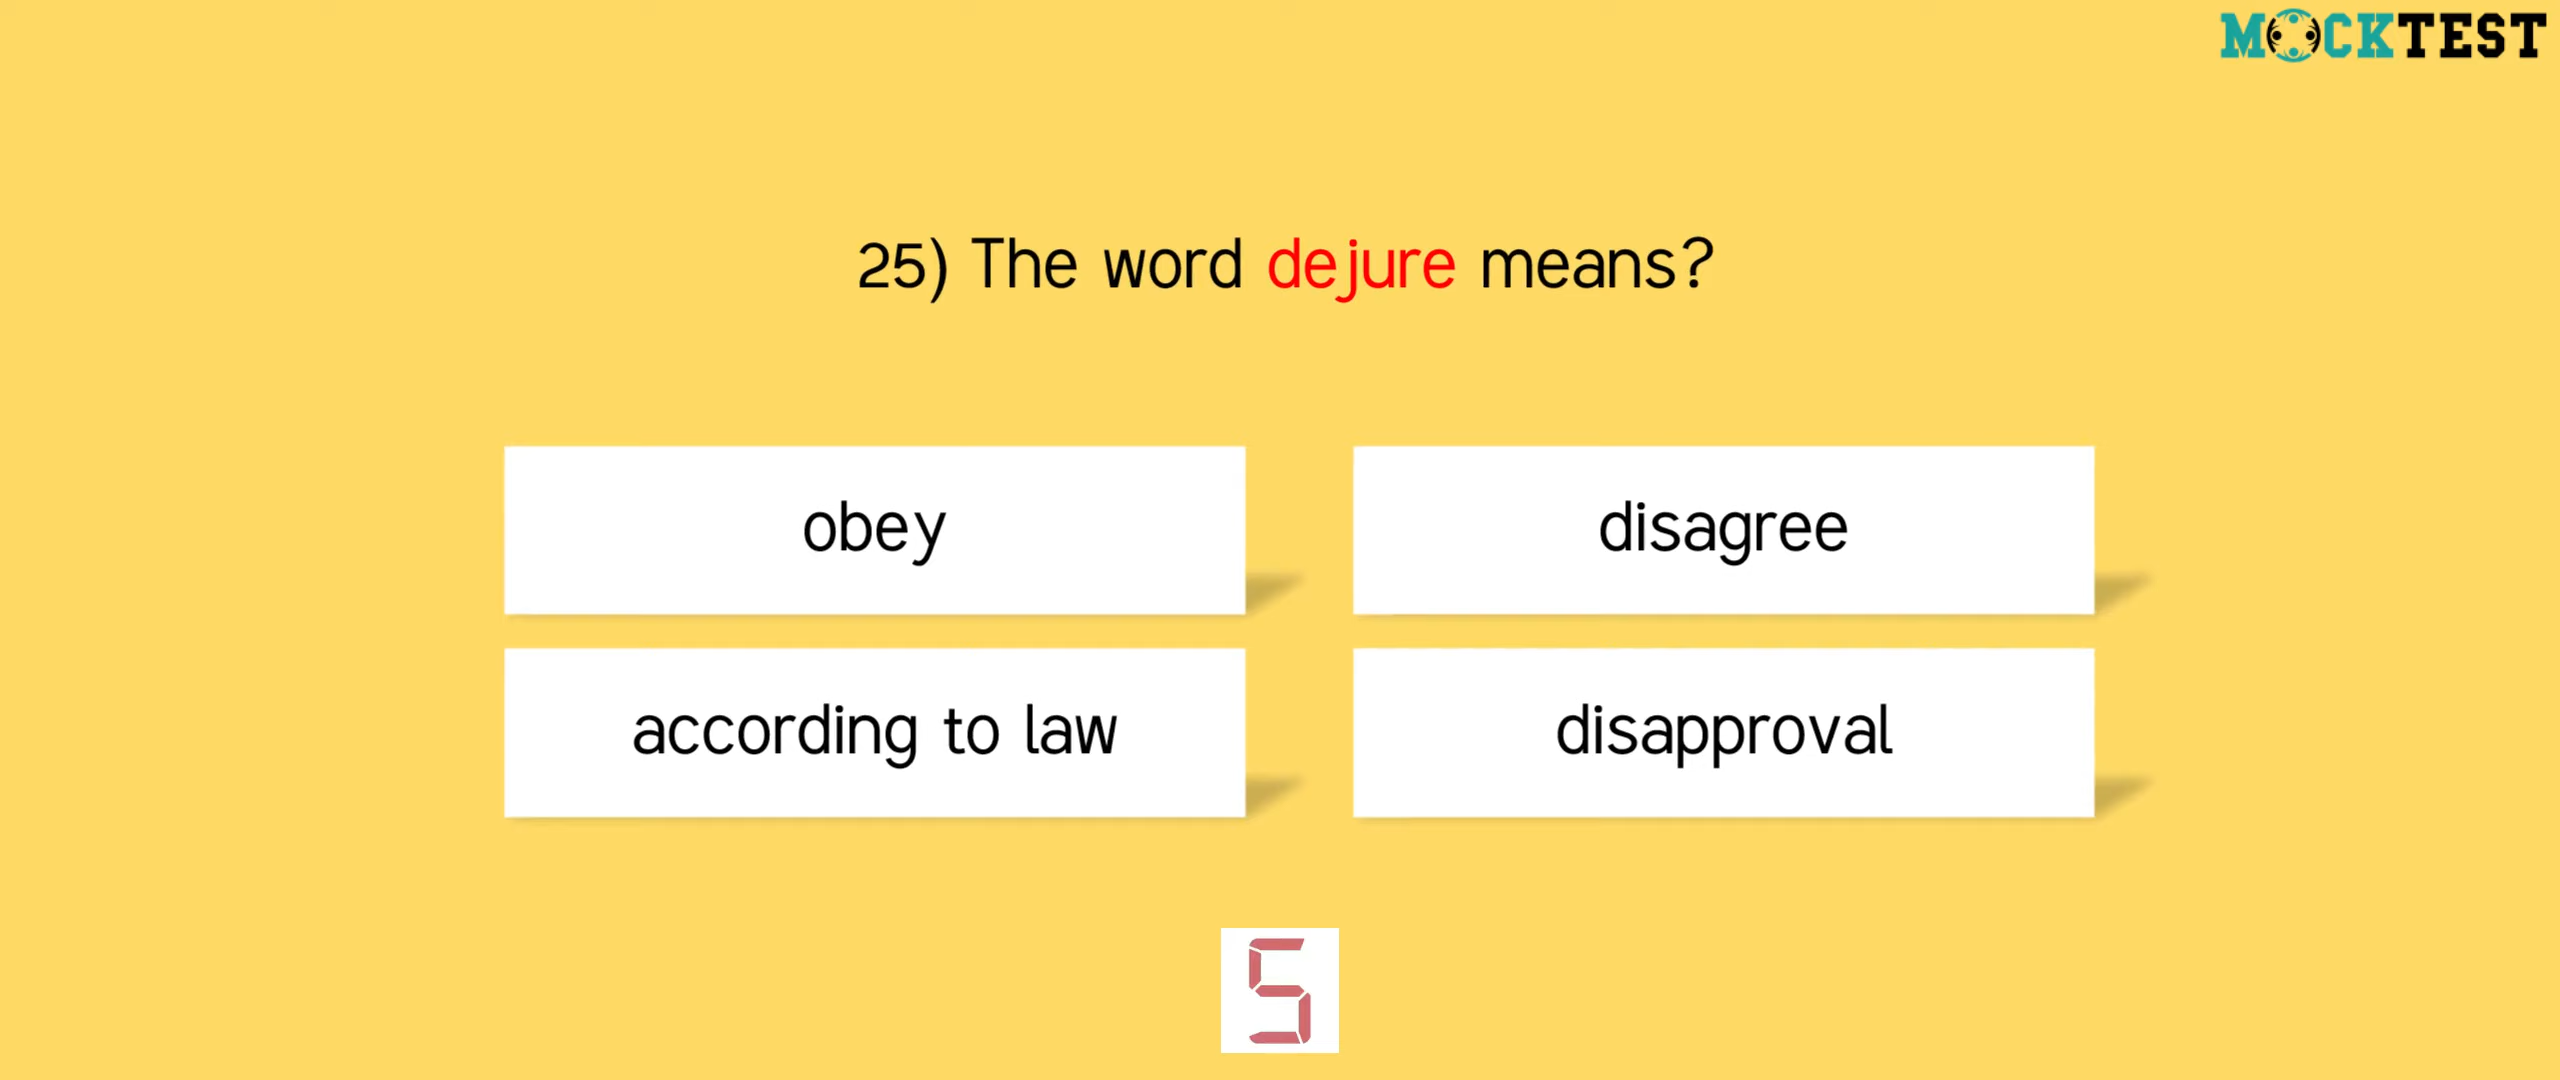 MOCKTEST
25) The word dejure means?
obey
disagree
according to law
disapproval
5